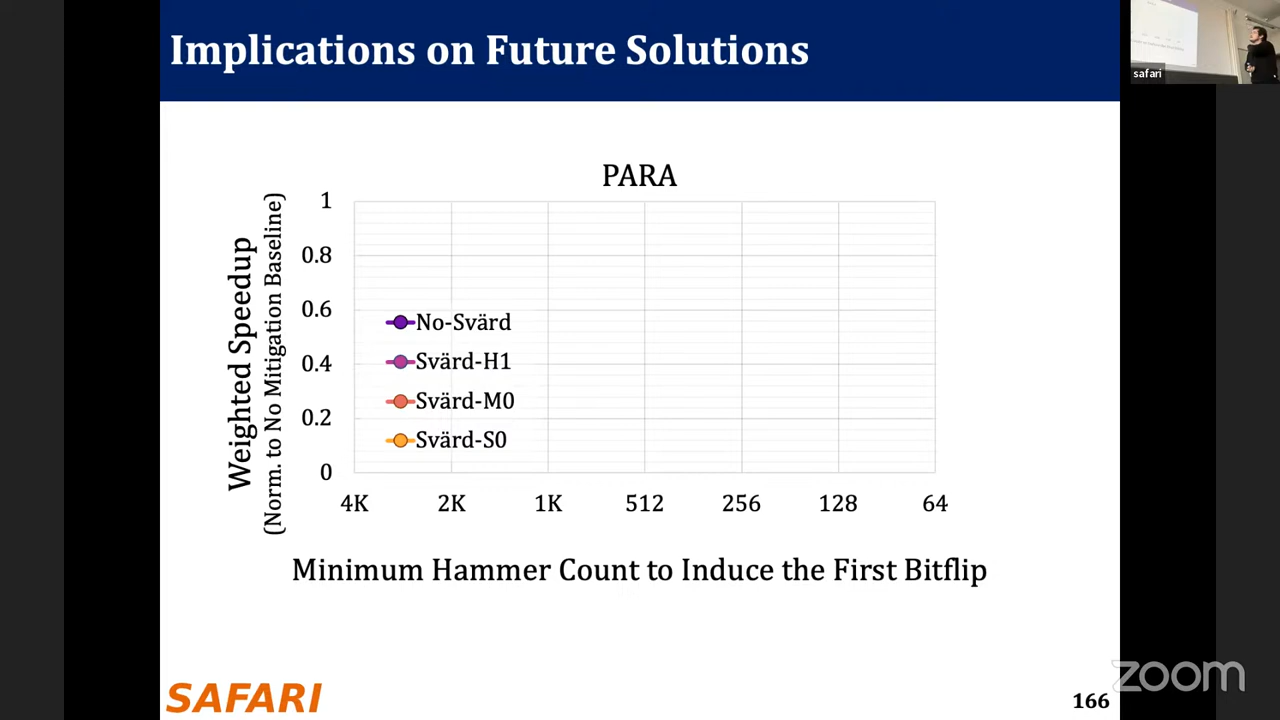 Implications on Future Solutions
safari
PARA
Weighted Speedup
(Norm. to No Mitigation Baseline)
1
0.8
0.6
0.4
0.2
0
No-Svärd
Svärd-H1
Svärd-M0
Svärd-S0
4K 2K 1K 512 256 128 64
Minimum Hammer Count to Induce the First Bitflip
SAFARI
166
zoom